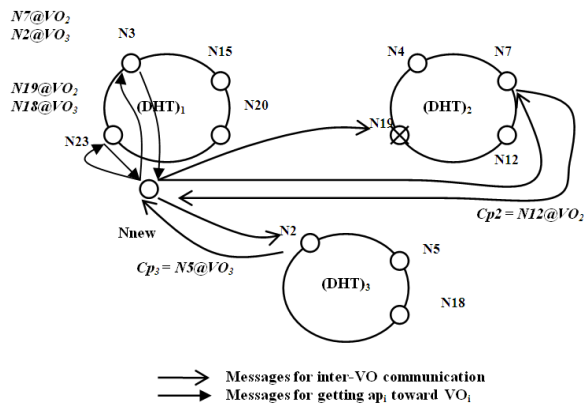 N7@VO2
N2@VO3
N3
N15
N4
N7
N19@VO2
N18@VO3
(DHT)1
N20
(DHT)2
N19
N23
N12
Nnew
N2
Cp2 = N12@VO2
N5
Cp3 = N5@VO3
(DHT)3
N18
Messages for inter-VO communication
Messages for getting api toward VOi